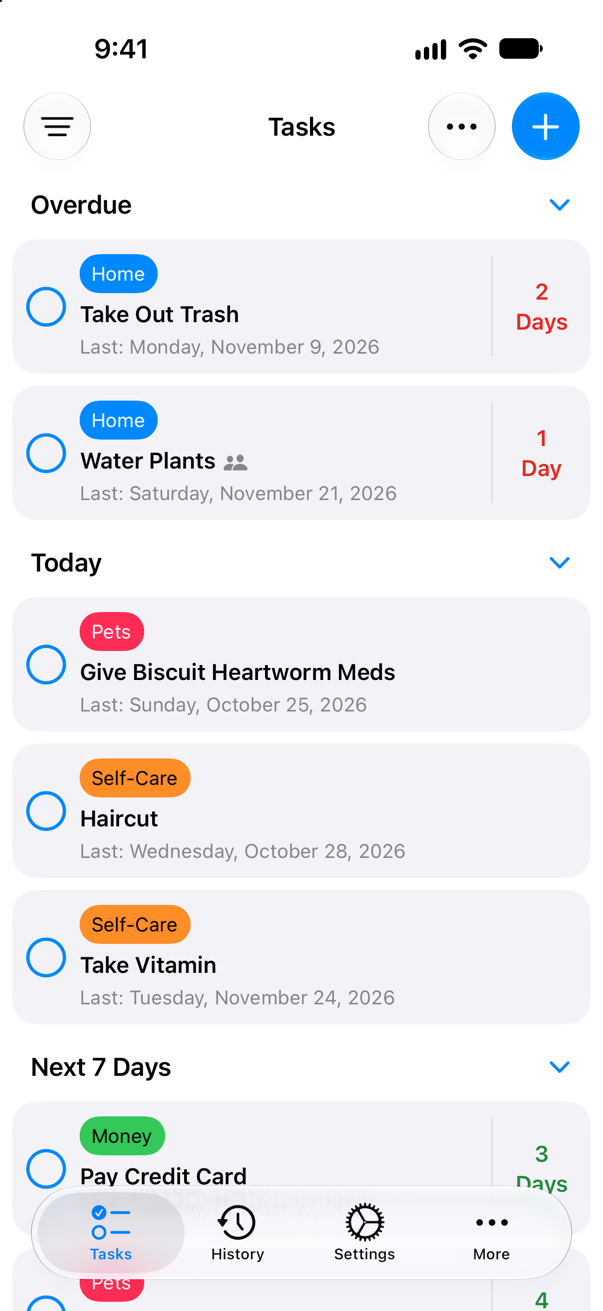 9:41
Tasks
Overdue
Home
Take Out Trash
Last: Monday, November 9, 2026
2
Days
Home
Water Plants
Last: Saturday, November 21, 2026
1
Day
Today
Pets
Give Biscuit Heartworm Meds
Last: Sunday, October 25, 2026
Self-Care
Haircut
Last: Wednesday, October 28, 2026
Self-Care
Take Vitamin
Last: Tuesday, November 24, 2026
Next 7 Days
Money
Pay Credit Card
3
Days
Tasks
History
Settings
More
Pets
4